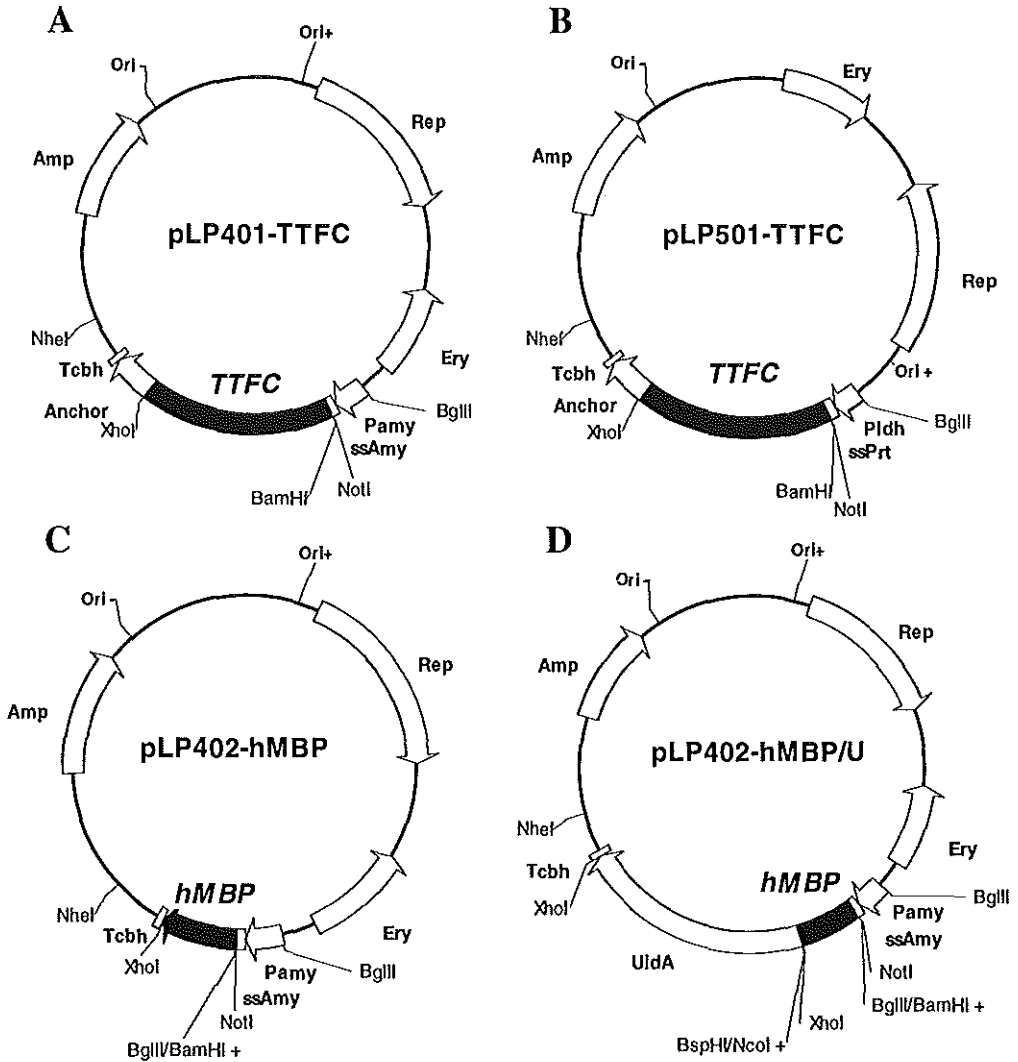 A
Ori+
Ori
Rep
Amp
pLP401-TTFC
NheI
Tcbh
TTFC
Ery
Anchor
XhoI
Pamy
BglII
ssAmy
BamHI
NotI
B
Ori
Ery
Amp
pLP501-TTFC
Rep
NheI
Tcbh
TTFC
Ori +
Anchor
XhoI
Pldh
BglII
ssPrt
BamHI
NotI
C
Ori+
Ori
Rep
Amp
pLP402-hMBP
hMBP
NheI
Tcbh
Ery
XhoI
Pamy
BglII
ssAmy
NotI
BglII/BamHI +
D
Ori+
Ori
Rep
Amp
pLP402-hMBP/U
NheI
Ery
Tcbh
hMBP
XhoI
Pamy
BglII
ssAmy
UidA
NotI
BglII/BamHI +
XhoI
BspHI/NcoI +